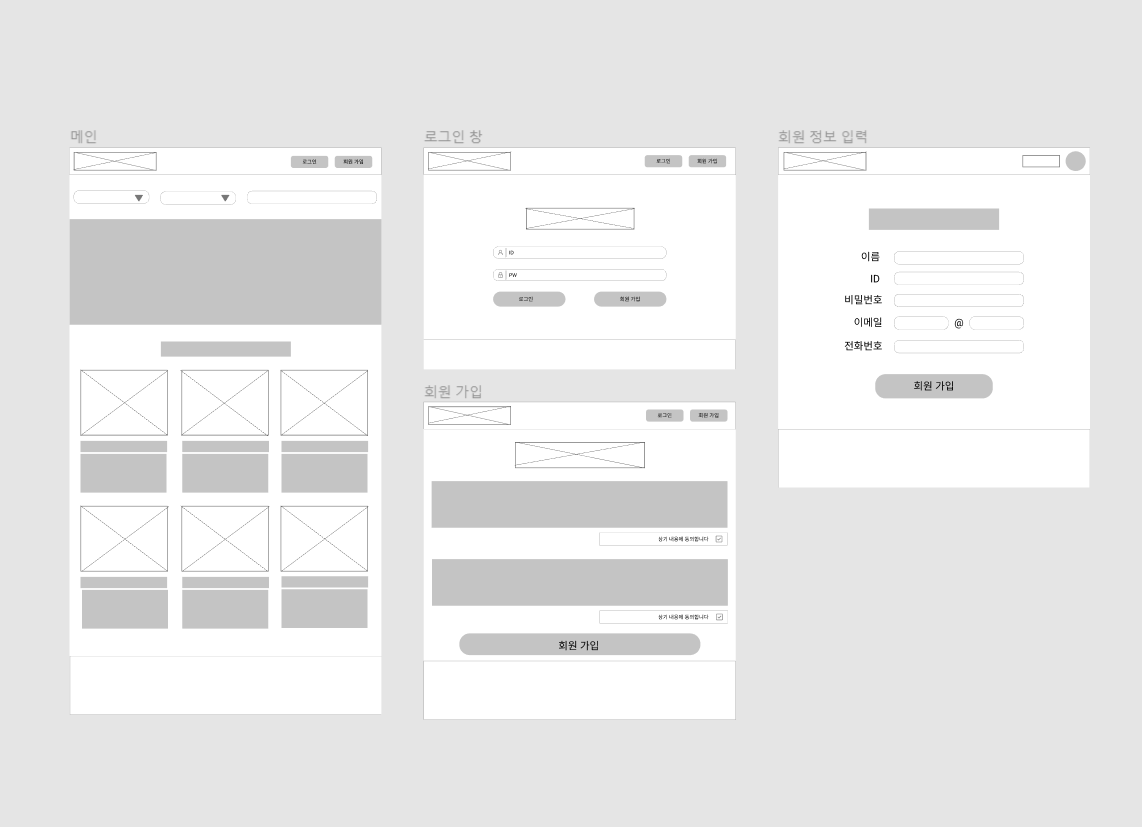 메인
로그인
회원 가입
로그인 창
로그인
회원 가입
ID
PW
로그인
회원 가입
회원 가입
로그인
회원 가입
상기 내용에 동의합니다
상기 내용에 동의합니다
회원 가입
회원 정보 입력
이름
ID
비밀번호
이메일
@
전화번호
회원 가입